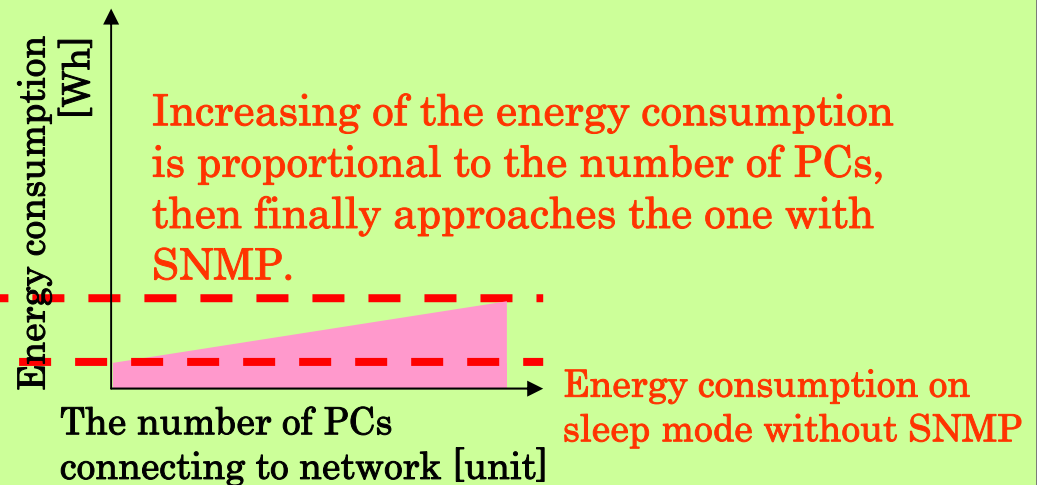 Energy consumption
[Wh]
Increasing of the energy consumption
is proportional to the number of PCs,
then finally approaches the one with
SNMP.
Energy consumption on
sleep mode without SNMP
The number of PCs
connecting to network [unit]